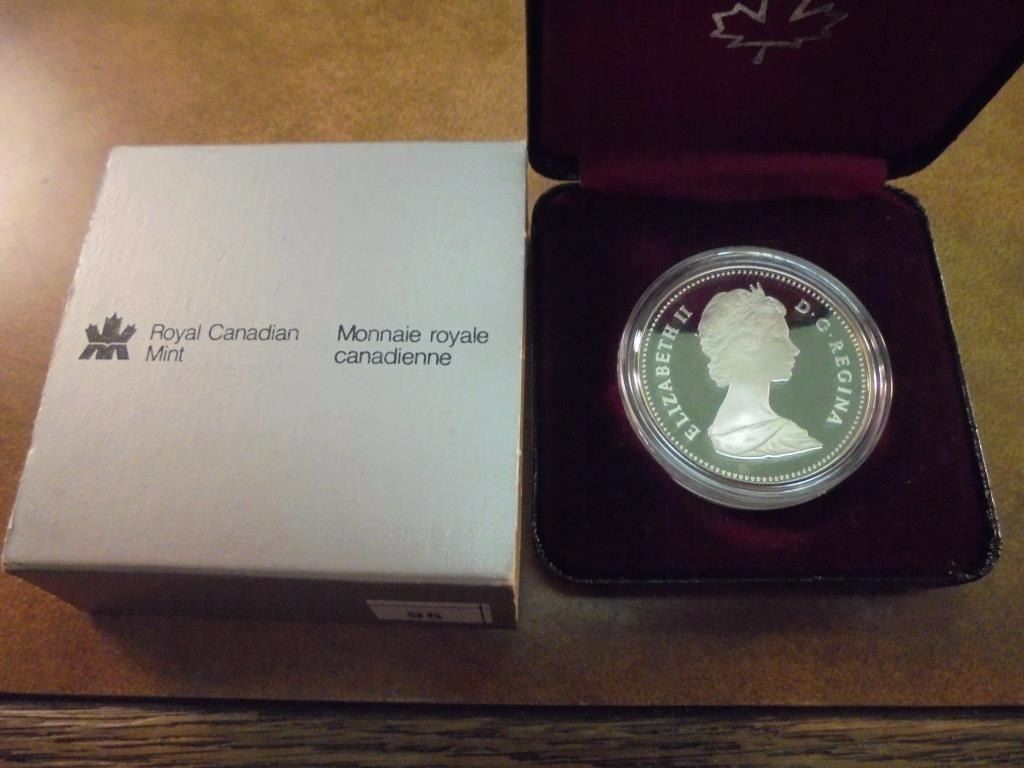 Royal Canadian
Mint
Monnaie royale
canadienne
ELIZABETH II
D·G·REGINA
96